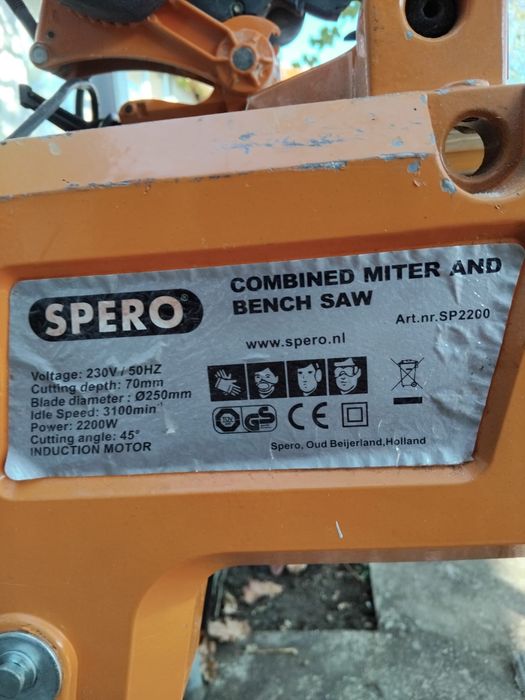 SPERO®
COMBINED MITER AND
BENCH SAW
Art.nr.SP2200
www.spero.nl
Voltage: 230V / 50HZ
Cutting depth: 70mm
Blade diameter : Ø250mm
Idle Speed: 3100min⁻¹
Power: 2200W
Cutting angle: 45°
INDUCTION MOTOR
GS
CE
Spero, Oud Beijerland,Holland